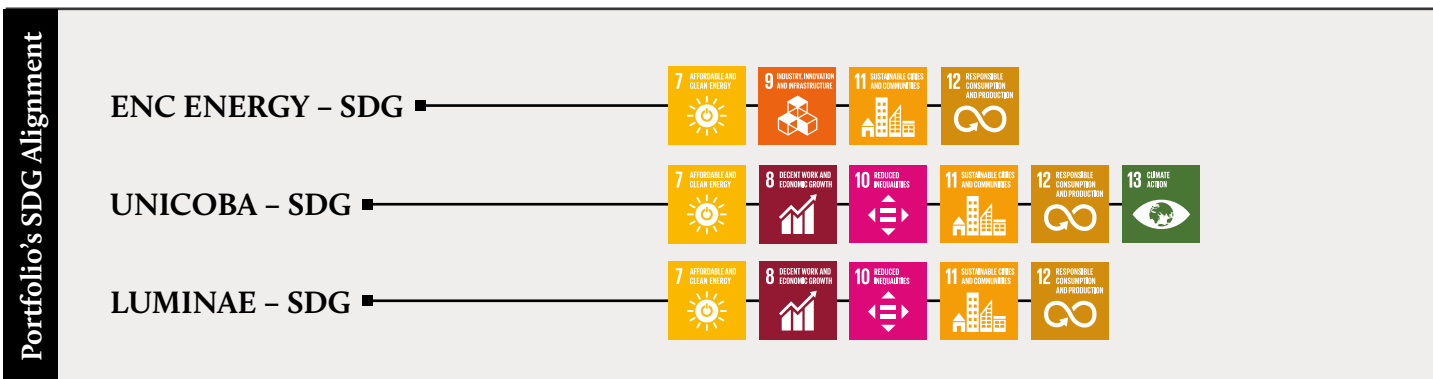 Portfolio's SDG Alignment
ENC ENERGY – SDG
7 AFFORDABLE AND
CLEAN ENERGY
9 INDUSTRY, INNOVATION
AND INFRASTRUCTURE
11 SUSTAINABLE CITIES
AND COMMUNITIES
12 RESPONSIBLE
CONSUMPTION
AND PRODUCTION
UNICOBA – SDG
7 AFFORDABLE AND
CLEAN ENERGY
8 DECENT WORK AND
ECONOMIC GROWTH
10 REDUCED
INEQUALITIES
11 SUSTAINABLE CITIES
AND COMMUNITIES
12 RESPONSIBLE
CONSUMPTION
AND PRODUCTION
13 CLIMATE
ACTION
LUMINAE – SDG
7 AFFORDABLE AND
CLEAN ENERGY
8 DECENT WORK AND
ECONOMIC GROWTH
10 REDUCED
INEQUALITIES
11 SUSTAINABLE CITIES
AND COMMUNITIES
12 RESPONSIBLE
CONSUMPTION
AND PRODUCTION